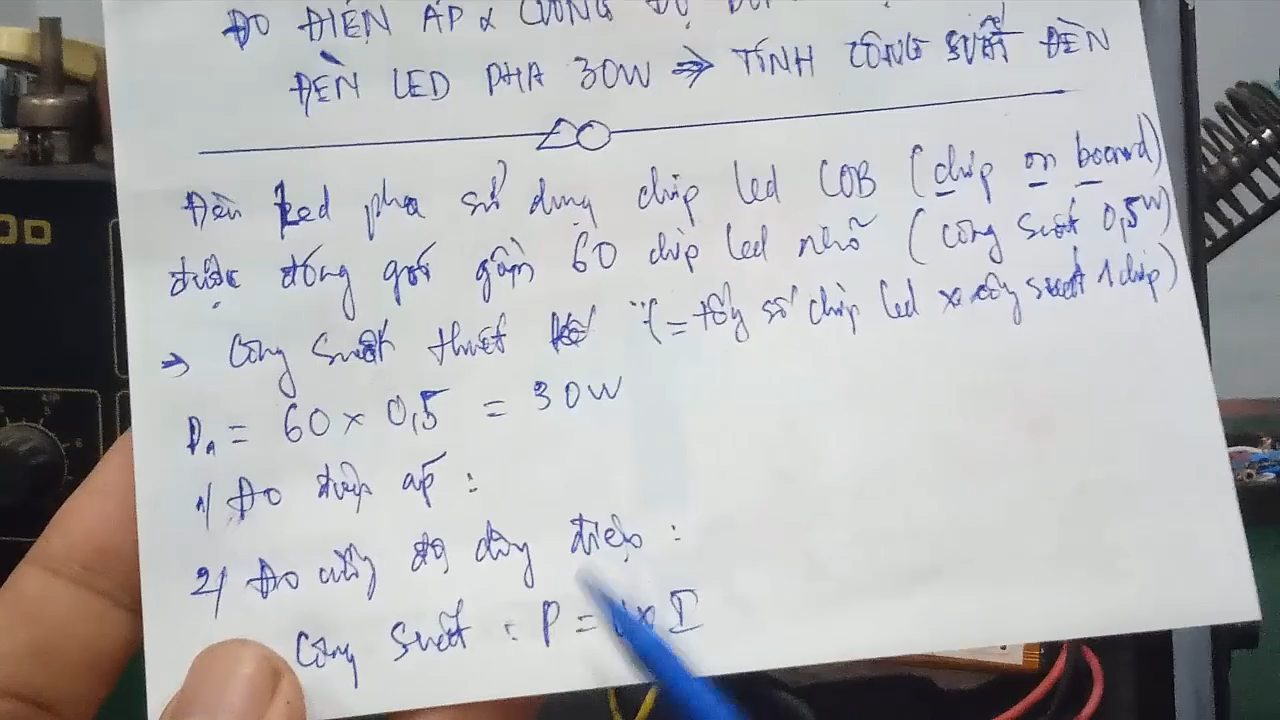 ĐO ĐIỆN ÁP & CƯỜNG ĐỘ
ĐÈN LED PHA 30W ⇒ TÍNH CÔNG SUẤT ĐÈN
Đèn Led pha sử dụng chip led COB (chip on board)
được đóng gói gồm 60 chip led nhỏ (công suất 0,5W)
⇒ Công suất thiết kế (= tổng số chip led x công suất 1 chip)
= 60 x 0,5 = 30W
1/ Đo điện áp :
2/ Đo cường độ dòng điện :
Công suất : P = I